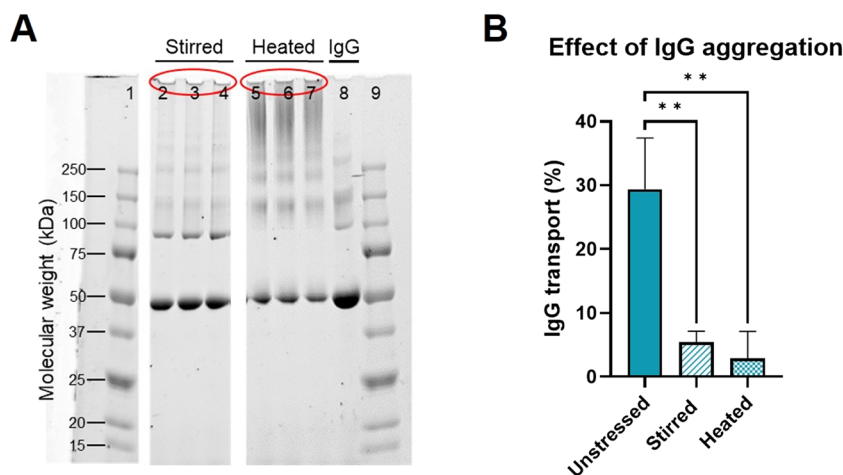 A
Stirred Heated IgG
1 2 3 4 5 6 7 8 9
Molecular weight (kDa)
250
150
100
75
50
37
25
20
15
B
Effect of IgG aggregation
* *
* *
IgG transport (%)
40
30
20
10
0
Unstressed
Stirred
Heated